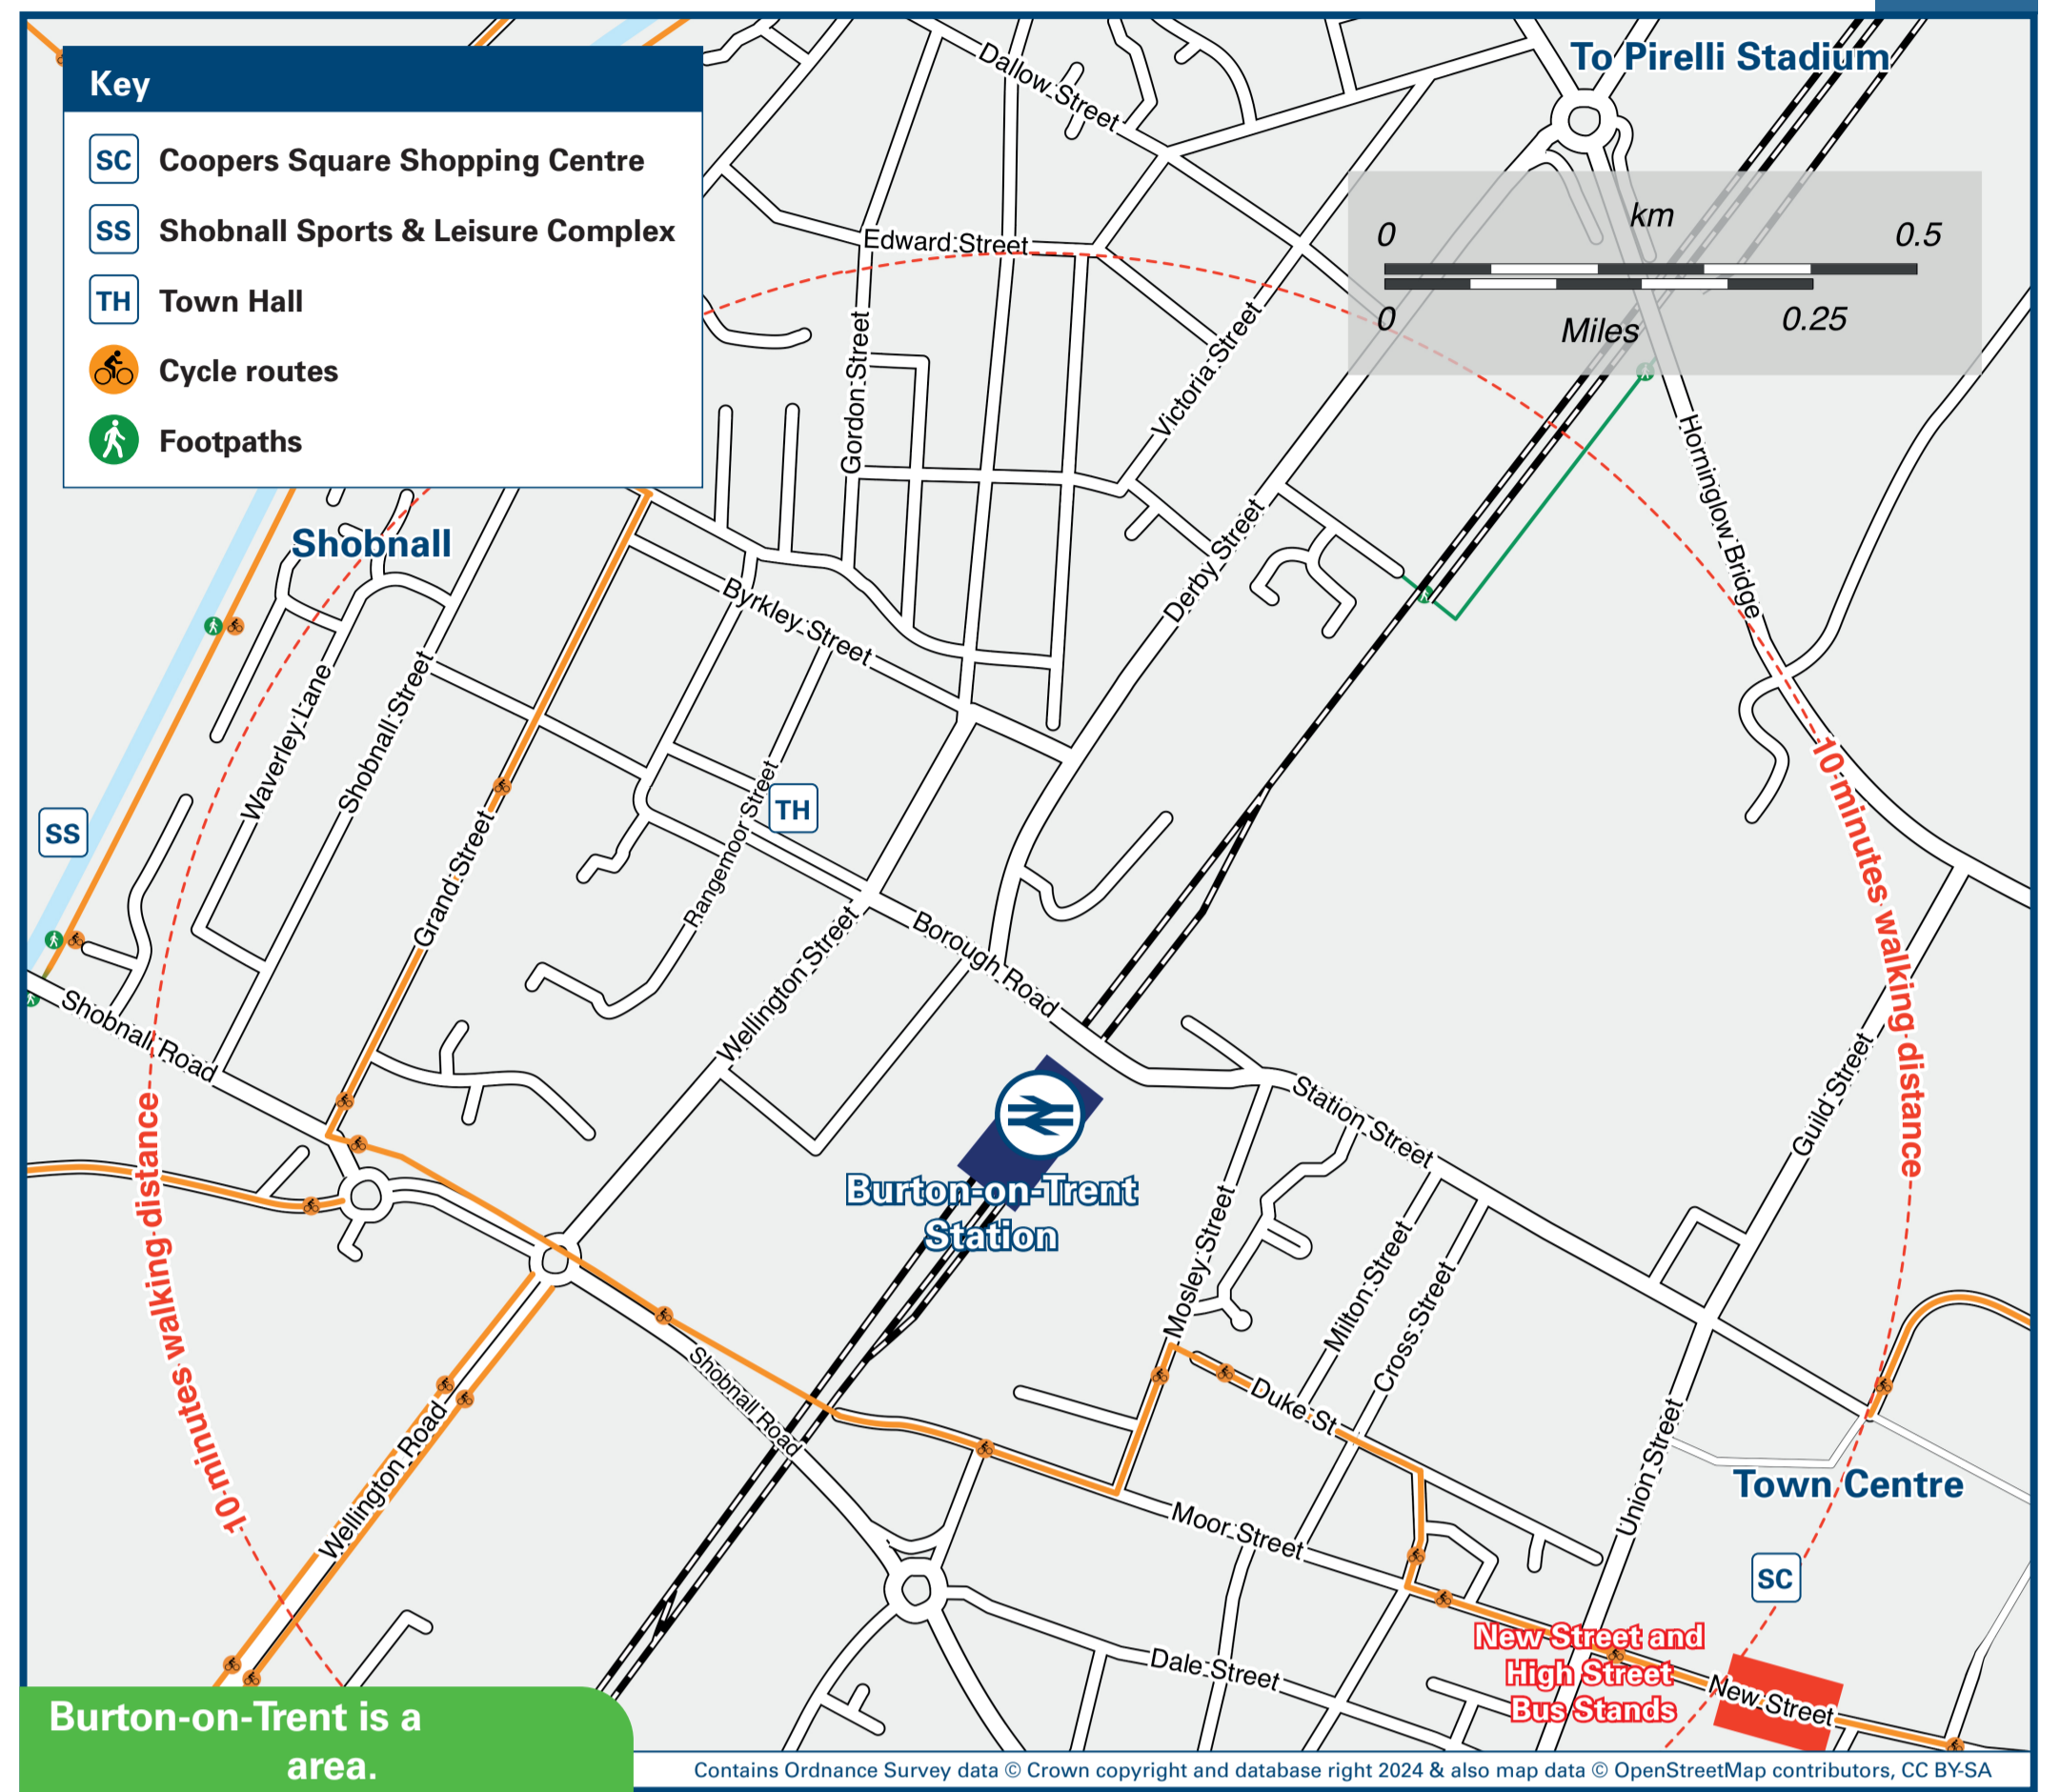 To Pirelli Stadium
Key
SC Coopers Square Shopping Centre
SS Shobnall Sports & Leisure Complex
TH Town Hall
Cycle routes
Footpaths
km
0 0.5
0 Miles 0.25
Dallow Street
Edward Street
Gordon Street
Victoria Street
Derby Street
Horninglow Bridge
Shobnall
Byrkley Street
Waverley Lane
Shobnall Street
Grand Street
Rangemoor Street
TH
SS
Wellington Street
Borough Road
10 minutes walking distance
Shobnall Road
Station Street
Guild Street
10 minutes walking distance
Burton-on-Trent
Station
Mosley Street
Milton Street
Cross Street
Duke St
Shobnall Road
Wellington Road
Union Street
Town Centre
Moor Street
SC
Dale Street
New Street and
High Street
Bus Stands
New Street
Burton-on-Trent is a
area.
Contains Ordnance Survey data © Crown copyright and database right 2024 & also map data © OpenStreetMap contributors, CC BY-SA